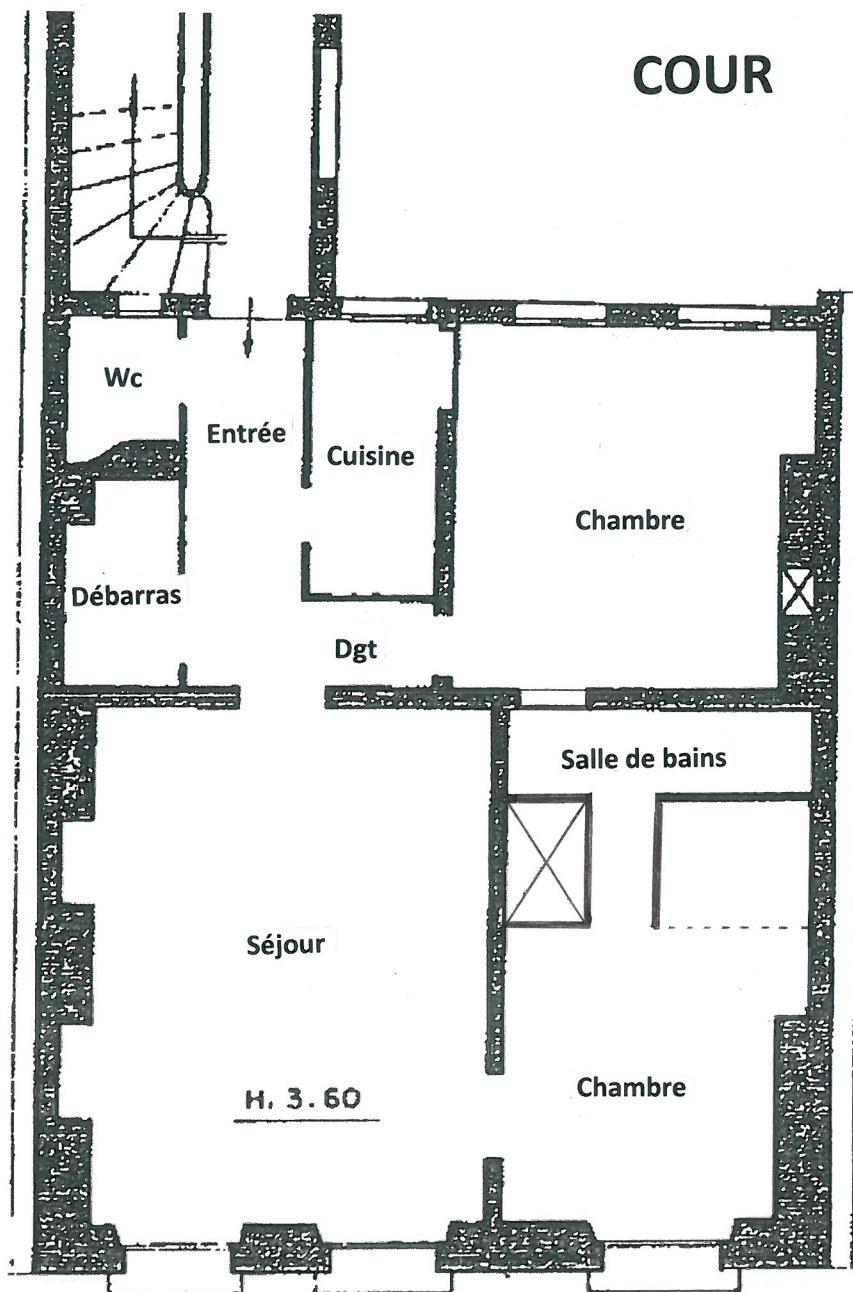 COUR
Wc
Entrée
Cuisine
Chambre
Débarras
Dgt
Salle de bains
Séjour
Chambre
H. 3.60